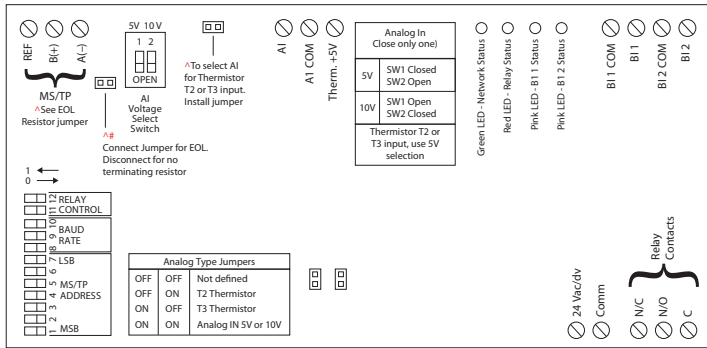 REF
B(+)
A(−)
MS/TP
^See EOL
Resistor jumper
5V 10 V
1 2
OPEN
AI
Voltage
Select
Switch
^#
Connect Jumper for EOL.
Disconnect for no
terminating resistor
^To select AI
for Thermistor
T2 or T3 input.
Install jumper
AI
A1 COM
Therm. +5V
Analog In
Close only one)
5V SW1 Closed
SW2 Open
10V SW1 Open
SW2 Closed
Thermistor T2 or
T3 input, use 5V
selection
Green LED - Network Status
Red LED - Relay Status
Pink LED - B1 1 Status
Pink LED - B1 2 Status
BI 1 COM
BI 1
BI 2 COM
BI 2
1
0
12 RELAY
11 CONTROL
10 BAUD
9 RATE
8
7 LSB
6
5 MS/TP
4 ADDRESS
3
2
1 MSB
Analog Type Jumpers
OFF OFF Not defined
OFF ON T2 Thermistor
ON OFF T3 Thermistor
ON ON Analog IN 5V or 10V
24 Vac/dv
Comm
Relay
Contacts
N/C
N/O
C